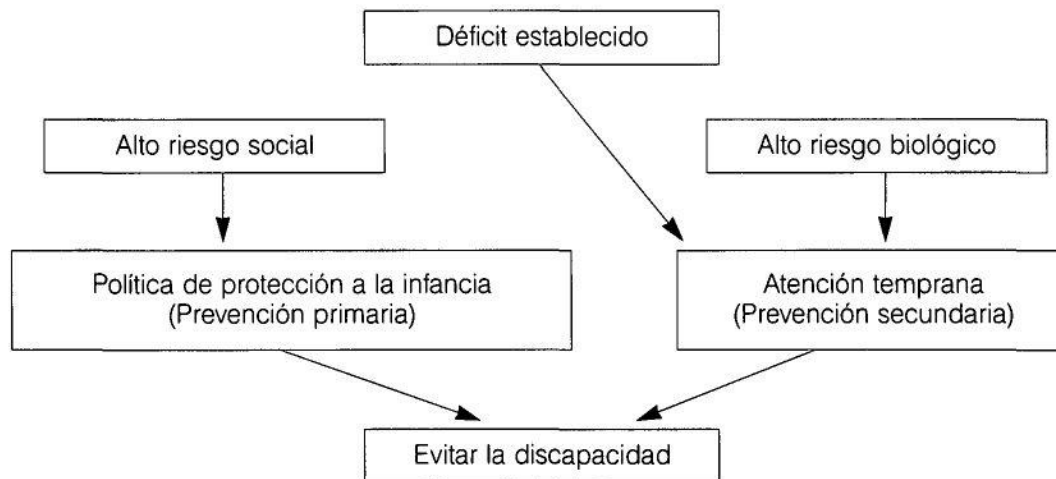 Déficit establecido
Alto riesgo social
Alto riesgo biológico
Política de protección a la infancia
(Prevención primaria)
Atención temprana
(Prevención secundaria)
Evitar la discapacidad